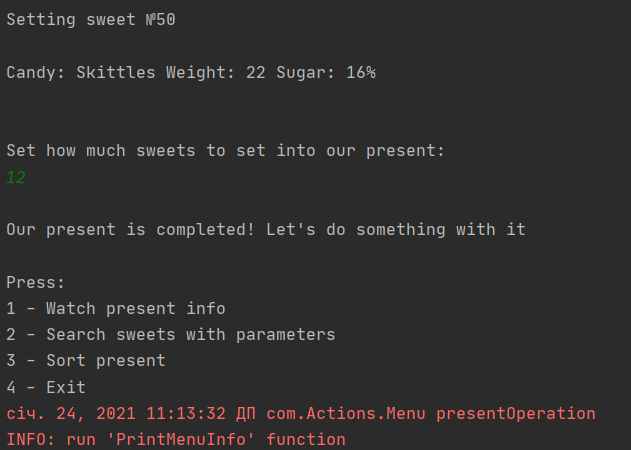 Setting sweet №50
Candy: Skittles Weight: 22 Sugar: 16%
Set how much sweets to set into our present:
12
Our present is completed! Let's do something with it
Press:
1 - Watch present info
2 - Search sweets with parameters
3 - Sort present
4 - Exit
січ. 24, 2021 11:13:32 ДП com.Actions.Menu presentOperation
INFO: run 'PrintMenuInfo' function